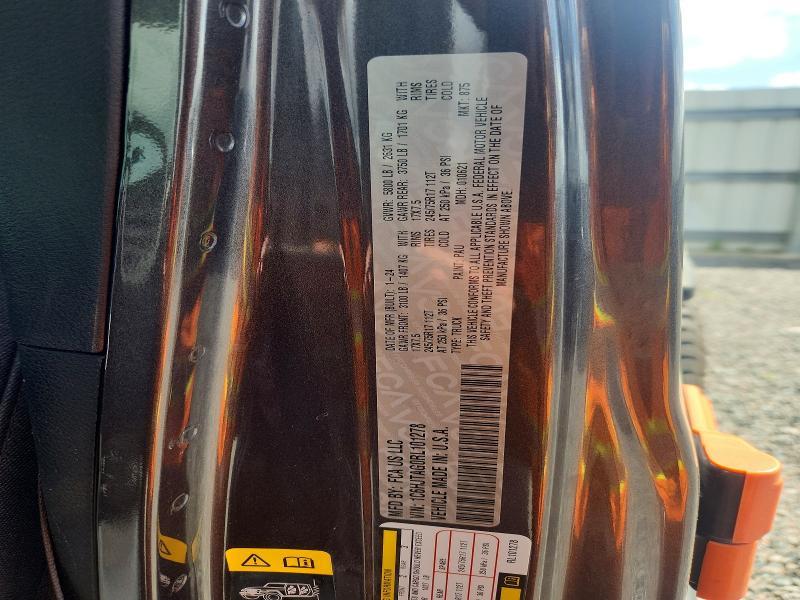 MFD BY: FCA US LLC
DATE OF MFR (BUILT): 1-24
GVWR: 5800 LB / 2631 KG
GAWR FRONT: 3100 LB / 1407 KG WITH
GAWR REAR: 3750 LB / 1701 KG WITH
17X7.5 RIMS
17X7.5 RIMS
245/75R17 112T TIRES
245/75R17 112T TIRES
AT 250 kPa / 36 PSI COLD
AT 250 kPa / 36 PSI COLD
VIN: 1C6HJTAG0RL101278
TYPE: TRUCK
PAINT: PAU
MDH: 010621
MKT: 875
VEHICLE MADE IN: U.S.A.
THIS VEHICLE CONFORMS TO ALL APPLICABLE U.S.A. FEDERAL MOTOR VEHICLE
SAFETY AND THEFT PREVENTION STANDARDS IN EFFECT ON THE DATE OF
MANUFACTURE SHOWN ABOVE.
RL101278